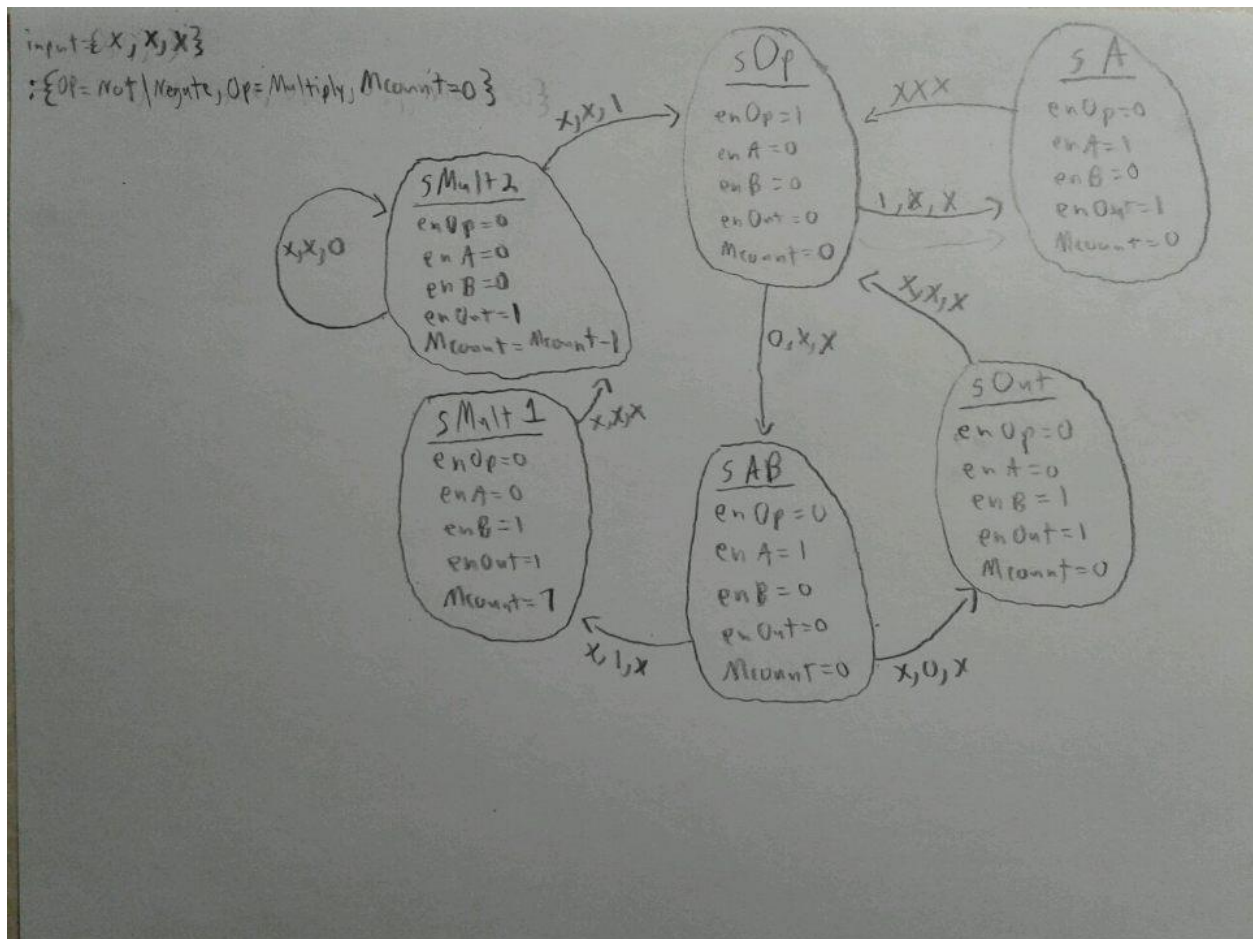 input={X, X, X}
:{Op= Not|Negate, Op= Multiply, Mcount=0}
sOp
enOp=1
enA=0
enB=0
enOut=0
Mcount=0
sA
enOp=0
enA=1
enB=0
enOut=1
Mcount=0
XXX
1,X,X
X,X,1
sMult2
enOp=0
enA=0
enB=0
enOut=1
Mcount=Mcount-1
X,X,0
0,X,X
X,X,X
sMult1
enOp=0
enA=0
enB=1
enOut=1
Mcount=7
X,X,X
sAB
enOp=0
enA=1
enB=0
enOut=0
Mcount=0
sOut
enOp=0
enA=0
enB=1
enOut=1
Mcount=0
X,1,X
X,0,X